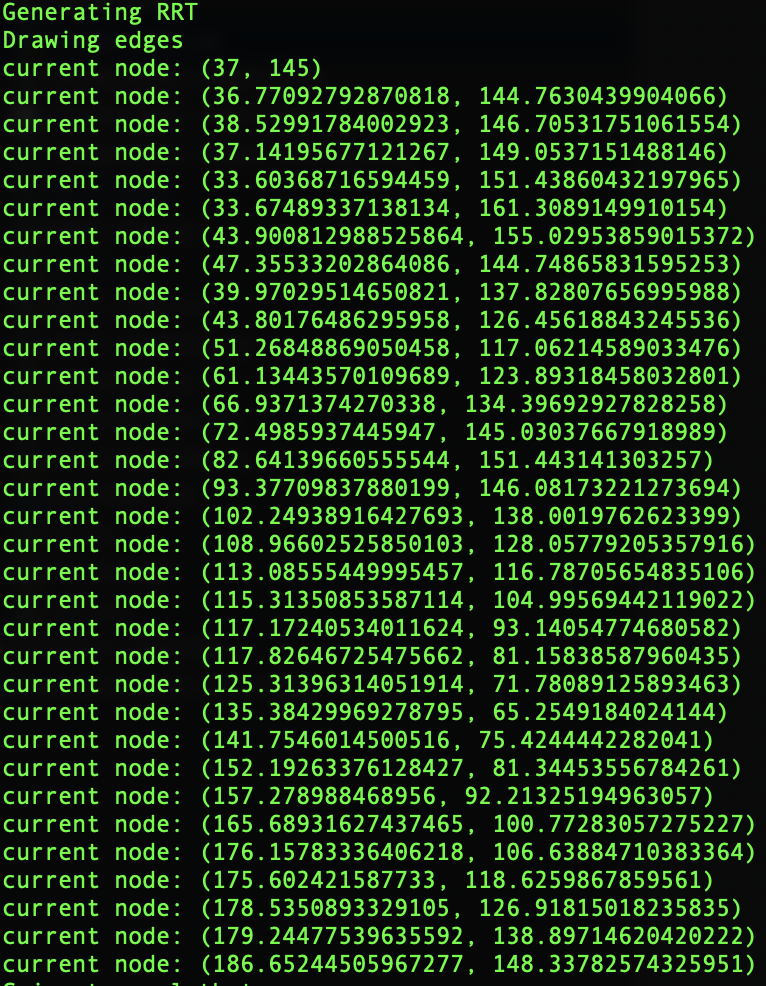 Generating RRT
Drawing edges
current node: (37, 145)
current node: (36.77092792870818, 144.7630439904066)
current node: (38.52991784002923, 146.70531751061554)
current node: (37.14195677121267, 149.0537151488146)
current node: (33.60368716594459, 151.43860432197965)
current node: (33.67489337138134, 161.3089149910154)
current node: (43.900812988525864, 155.02953859015372)
current node: (47.35533202864086, 144.74865831595253)
current node: (39.97029514650821, 137.82807656995988)
current node: (43.80176486295958, 126.45618843245536)
current node: (51.26848869050458, 117.06214589033476)
current node: (61.13443570109689, 123.89318458032801)
current node: (66.9371374270338, 134.39692927828258)
current node: (72.4985937445947, 145.03037667918989)
current node: (82.64139660555544, 151.443141303257)
current node: (93.37709837880199, 146.08173221273694)
current node: (102.24938916427693, 138.0019762623399)
current node: (108.96602525850103, 128.05779205357916)
current node: (113.08555449995457, 116.78705654835106)
current node: (115.31350853587114, 104.99569442119022)
current node: (117.17240534011624, 93.14054774680582)
current node: (117.82646725475662, 81.15838587960435)
current node: (125.31396314051914, 71.78089125893463)
current node: (135.38429969278795, 65.2549184024144)
current node: (141.7546014500516, 75.4244442282041)
current node: (152.19263376128427, 81.34453556784261)
current node: (157.278988468956, 92.21325194963057)
current node: (165.68931627437465, 100.77283057275227)
current node: (176.15783336406218, 106.63884710383364)
current node: (175.602421587733, 118.6259867859561)
current node: (178.5350893329105, 126.91815018235835)
current node: (179.24477539635592, 138.89714620420222)
current node: (186.65244505967277, 148.33782574325951)